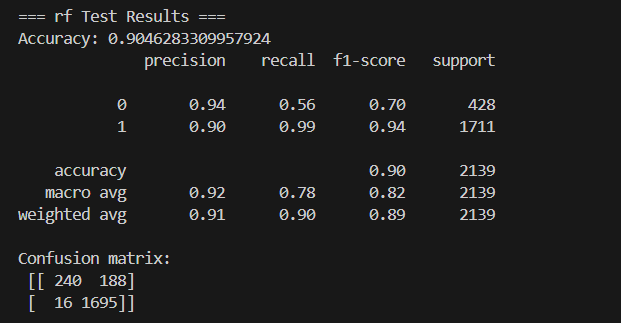 === rf Test Results ===
Accuracy: 0.9046283309957924
precision recall f1-score support
0 0.94 0.56 0.70 428
1 0.90 0.99 0.94 1711
accuracy 0.90 2139
macro avg 0.92 0.78 0.82 2139
weighted avg 0.91 0.90 0.89 2139
Confusion matrix:
[[ 240 188]
[ 16 1695]]